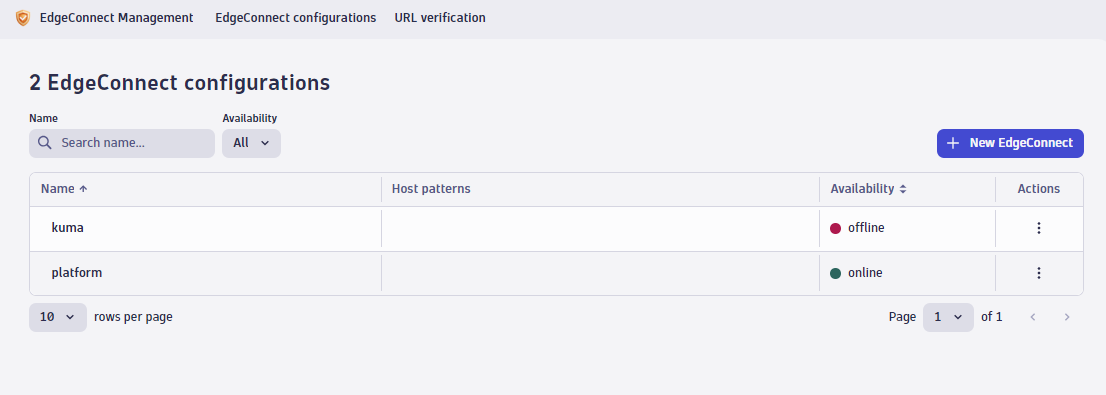 EdgeConnect Management EdgeConnect configurations URL verification
2 EdgeConnect configurations
Name Availability
Search name... All New EdgeConnect
Name Host patterns Availability Actions
kuma offline
platform online
10 rows per page Page 1 of 1